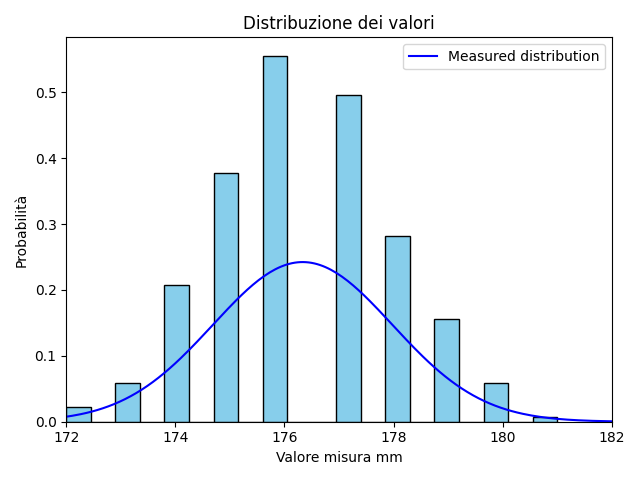 Distribuzione dei valori
Measured distribution
Probabilità
0.5
0.4
0.3
0.2
0.1
0.0
172 174 176 178 180 182
Valore misura mm